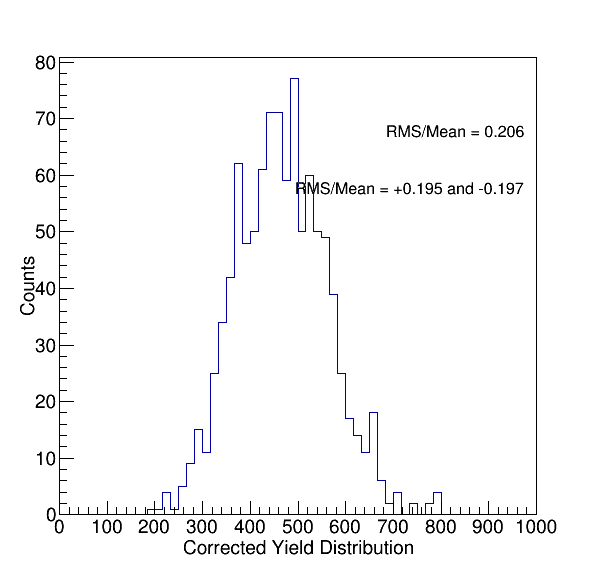 80
70
RMS/Mean = 0.206
60
RMS/Mean = +0.195 and -0.197
50
Counts
40
30
20
10
0
0 100 200 300 400 500 600 700 800 900 1000
Corrected Yield Distribution